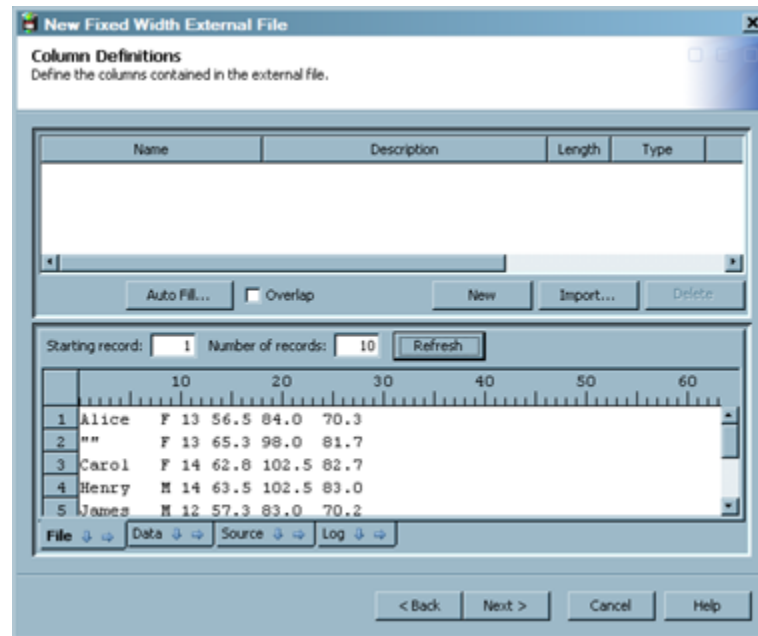 New Fixed Width External File
Column Definitions
Define the columns contained in the external file.
Name Description Length Type
Auto Fill... Overlap New Import... Delete
Starting record: 1 Number of records: 10 Refresh
10 20 30 40 50 60
1 Alice F 13 56.5 84.0 70.3
2 "" F 13 65.3 98.0 81.7
3 Carol F 14 62.8 102.5 82.7
4 Henry M 14 63.5 102.5 83.0
5 James M 12 57.3 83.0 70.2
File Data Source Log
< Back Next > Cancel Help